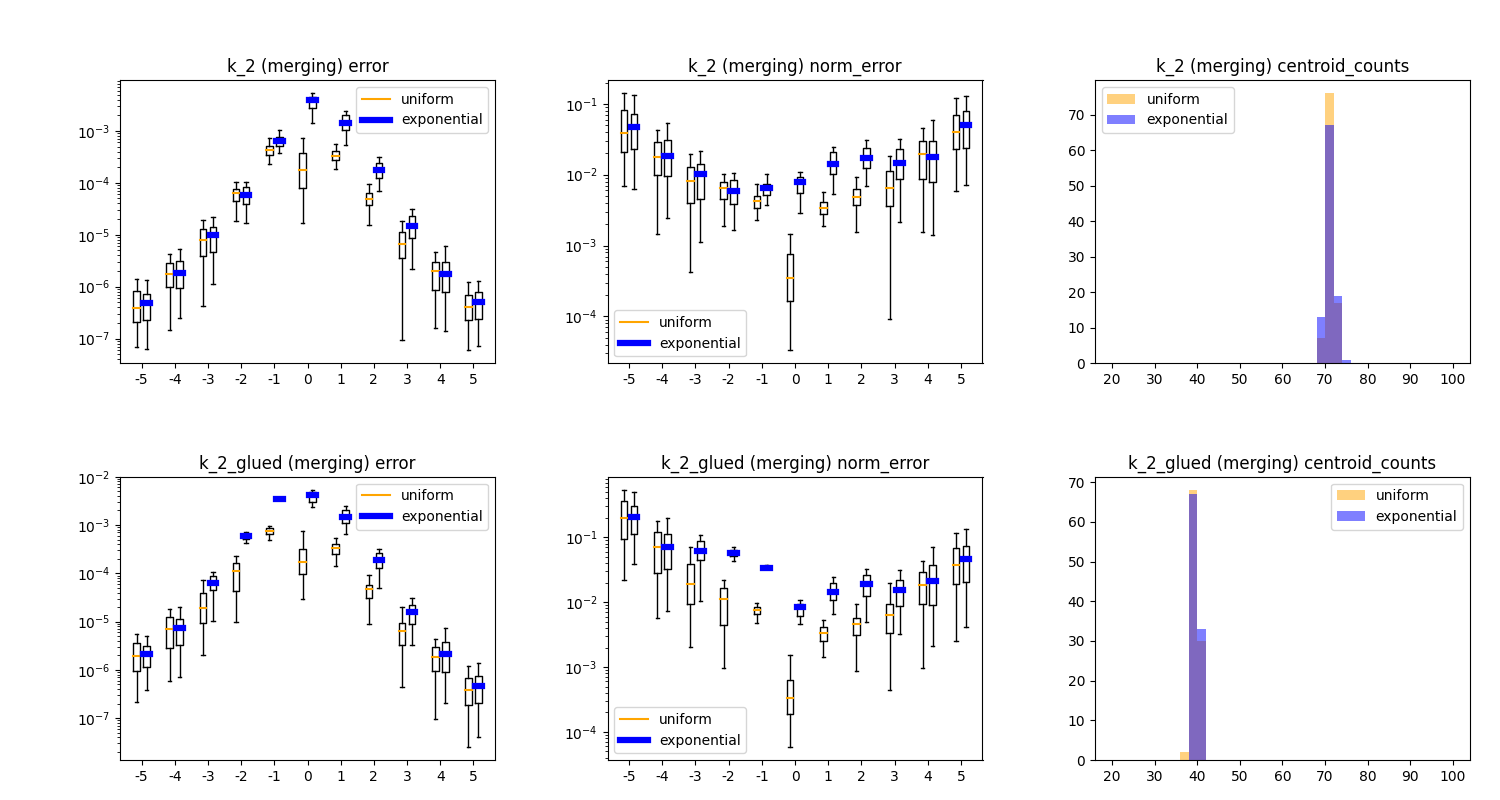 k_2 (merging) error
uniform
exponential
10^-3
10^-4
10^-5
10^-6
10^-7
-5 -4 -3 -2 -1 0 1 2 3 4 5
k_2 (merging) norm_error
10^-1
10^-2
10^-3
10^-4
uniform
exponential
-5 -4 -3 -2 -1 0 1 2 3 4 5
k_2 (merging) centroid_counts
uniform
exponential
70
60
50
40
30
20
10
0
20 30 40 50 60 70 80 90 100
k_2_glued (merging) error
10^-2
uniform
exponential
10^-3
10^-4
10^-5
10^-6
10^-7
-5 -4 -3 -2 -1 0 1 2 3 4 5
k_2_glued (merging) norm_error
10^-1
10^-2
10^-3
10^-4
uniform
exponential
-5 -4 -3 -2 -1 0 1 2 3 4 5
k_2_glued (merging) centroid_counts
70
uniform
exponential
60
50
40
30
20
10
0
20 30 40 50 60 70 80 90 100